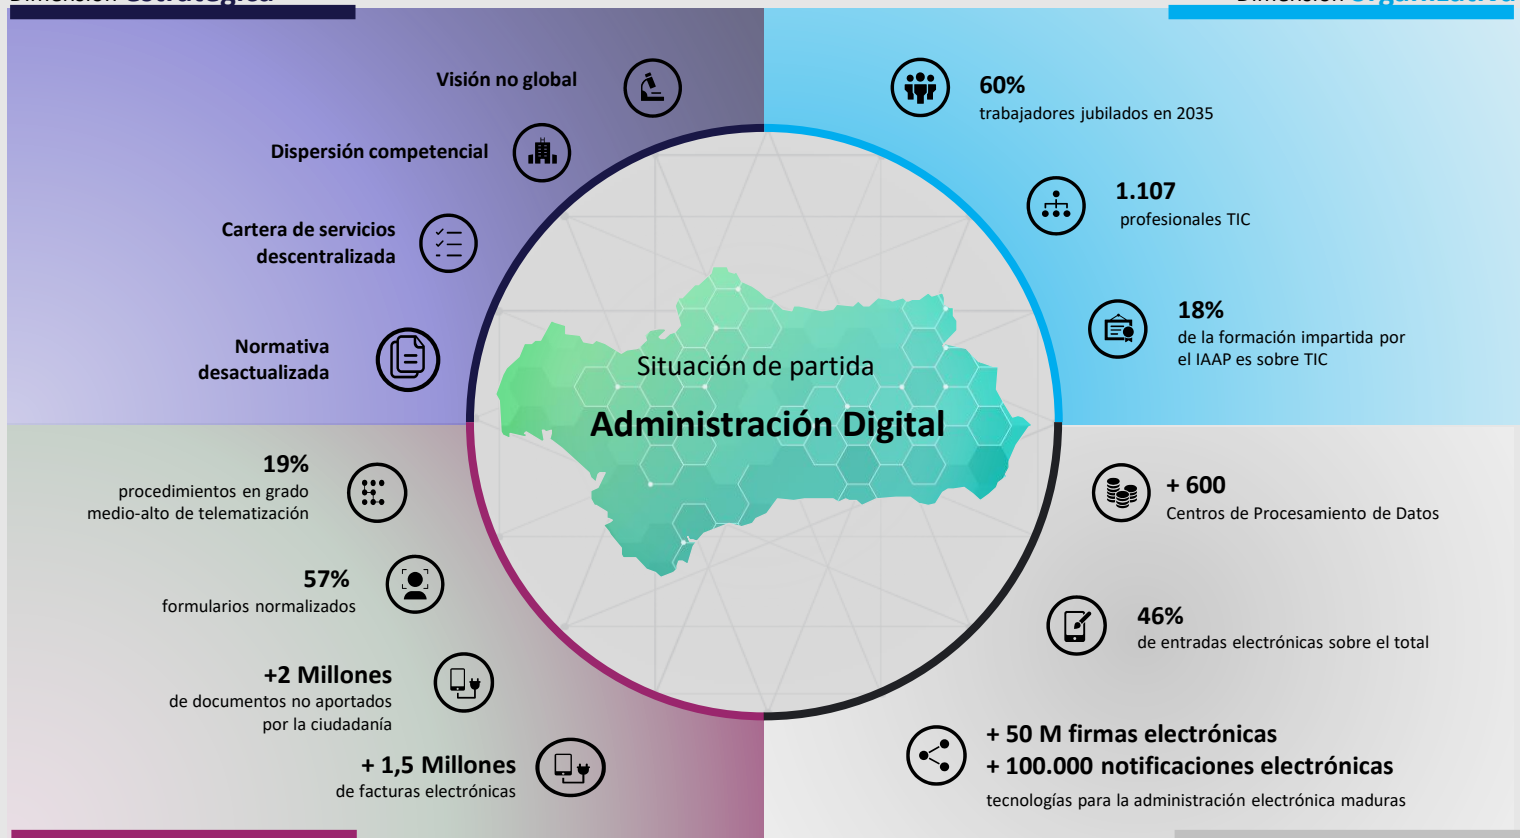 Dimensión estratégica
Dimensión Organizativa
Visión no global
Dispersión competencial
Cartera de servicios
descentralizada
Normativa
desactualizada
60%
trabajadores jubilados en 2035
1.107
profesionales TIC
18%
de la formación impartida por
el IAAP es sobre TIC
Situación de partida
Administración Digital
19%
procedimientos en grado
medio-alto de telematización
57%
formularios normalizados
+2 Millones
de documentos no aportados
por la ciudadanía
+ 1,5 Millones
de facturas electrónicas
+ 600
Centros de Procesamiento de Datos
46%
de entradas electrónicas sobre el total
+ 50 M firmas electrónicas
+ 100.000 notificaciones electrónicas
tecnologías para la administración electrónica maduras